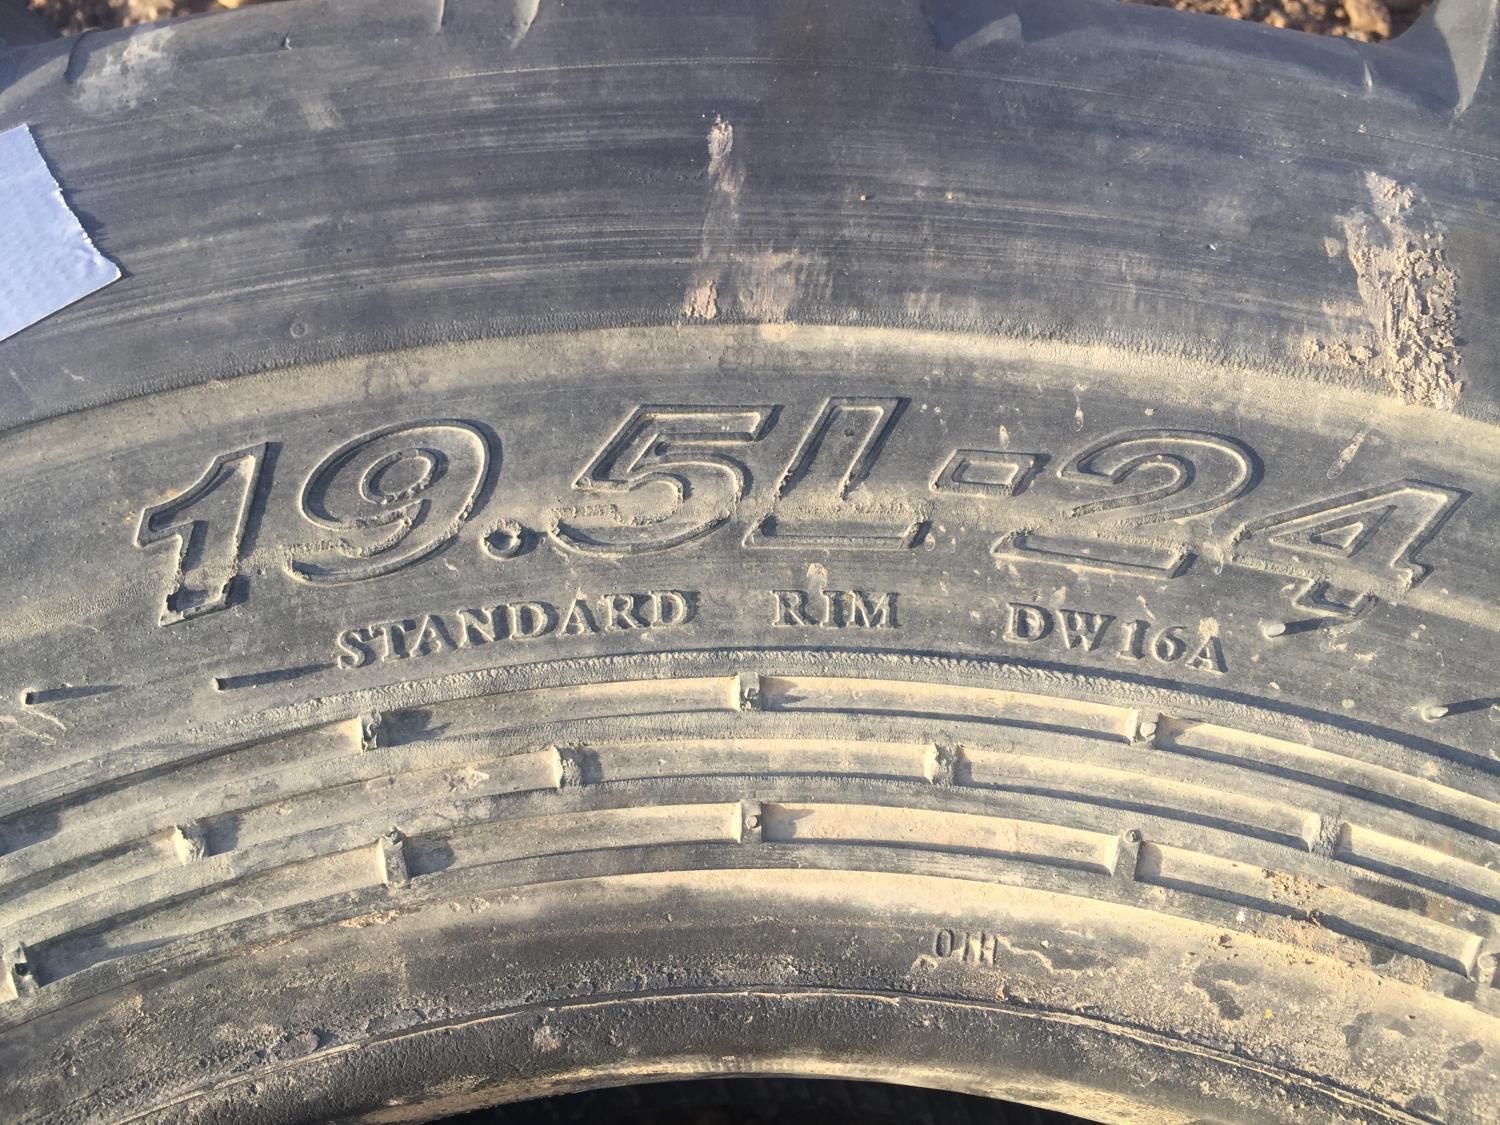 19.5L-24
STANDARD RIM DW16A